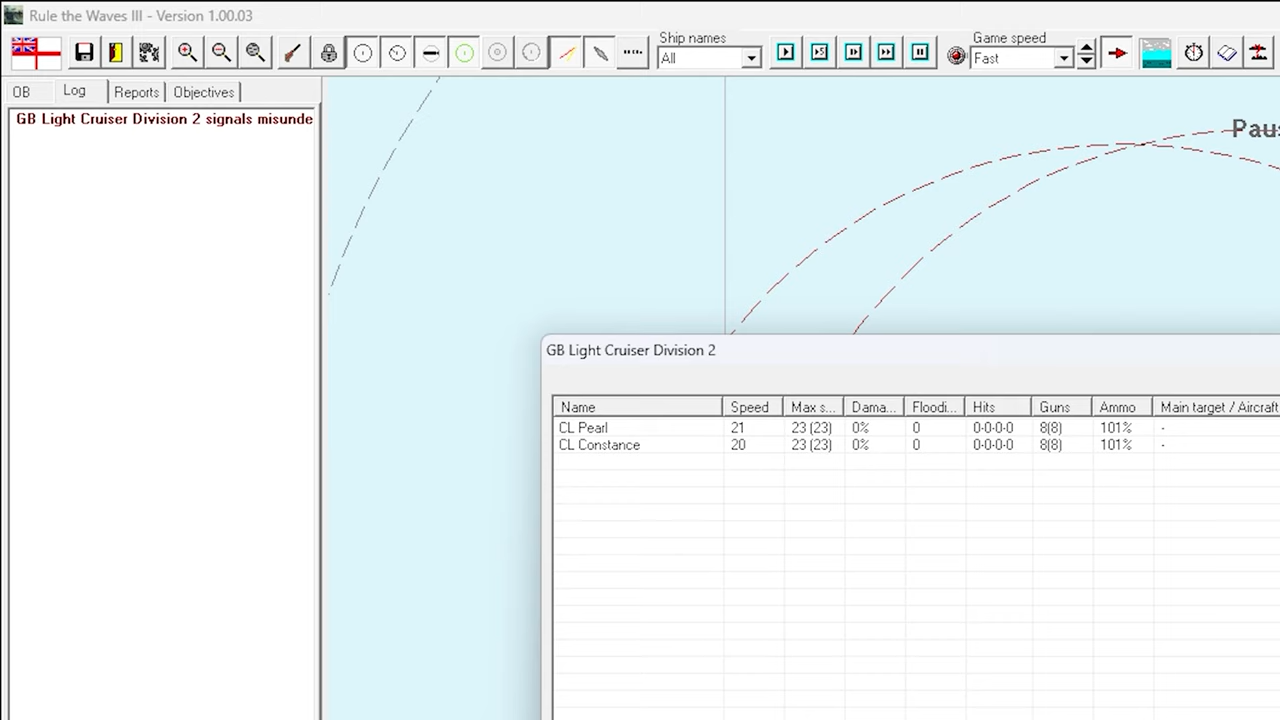 Rule the Waves III - Version 1.00.03
Ship names
All
Game speed
Fast
OB Log Reports Objectives
GB Light Cruiser Division 2 signals misunde
GB Light Cruiser Division 2
Name Speed Max s... Dama... Floodi... Hits Guns Ammo Main target / Aircraft
CL Pearl 21 23 (23) 0% 0 0-0-0-0 8(8) 101% -
CL Constance 20 23 (23) 0% 0 0-0-0-0 8(8) 101% -